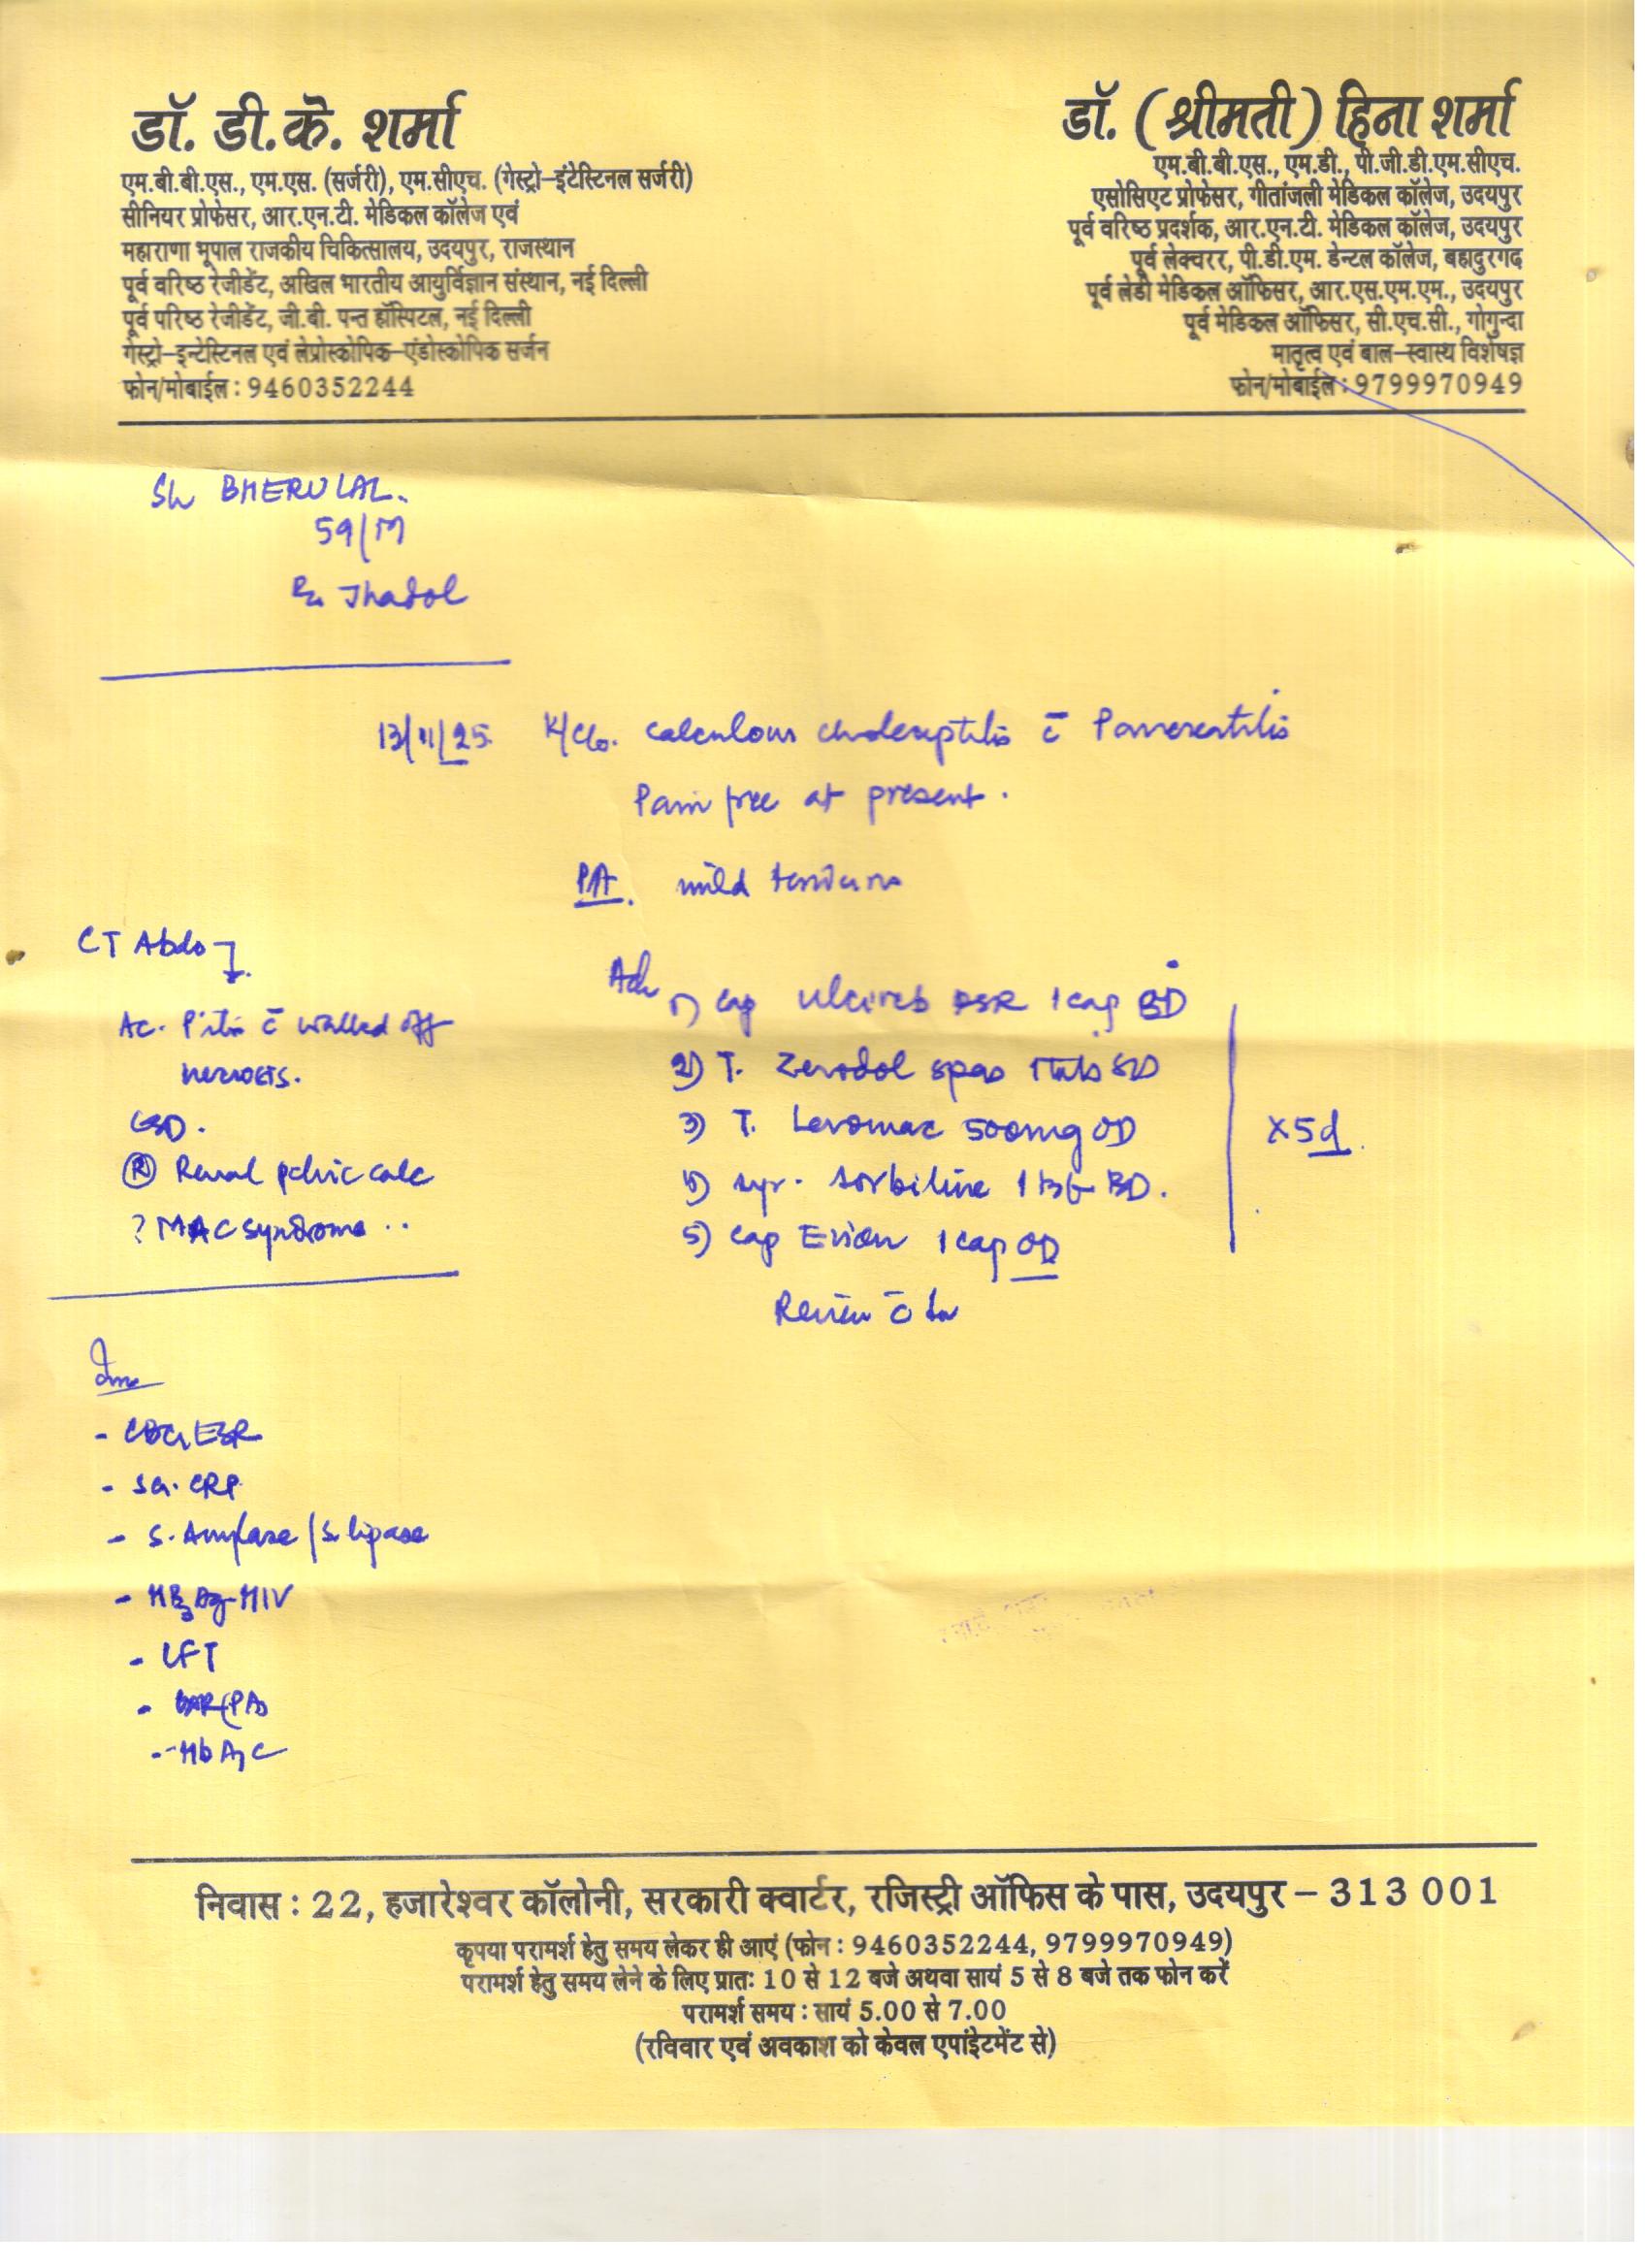 डॉ. डी.के. शर्मा
एम.बी.बी.एस., एम.एस. (सर्जरी), एम.सीएच. (गेस्ट्रो-इंटेस्टिनल सर्जरी)
सीनियर प्रोफेसर, आर.एन.टी. मेडिकल कॉलेज एवं
महाराणा भूपाल राजकीय चिकित्सालय, उदयपुर, राजस्थान
पूर्व वरिष्ठ रेजीडेंट, अखिल भारतीय आयुर्विज्ञान संस्थान, नई दिल्ली
पूर्व परिष्ठ रेजीडेंट, जी.बी. पन्त हॉस्पिटल, नई दिल्ली
गेस्ट्रो-इन्टेस्टिनल एवं लेप्रोस्कोपिक-एंडोस्कोपिक सर्जन
फोन/मोबाईल : 9460352244
डॉ. (श्रीमती) हिना शर्मा
एम.बी.बी.एस., एम.डी., पी.जी.डी.एम.सीएच.
एसोसिएट प्रोफेसर, गीतांजली मेडिकल कॉलेज, उदयपुर
पूर्व वरिष्ठ प्रदर्शक, आर.एन.टी. मेडिकल कॉलेज, उदयपुर
पूर्व लेक्चरर, पी.डी.एम. डेन्टल कॉलेज, बहादुरगढ
पूर्व लेडी मेडिकल ऑफिसर, आर.एस.एम.एम., उदयपुर
पूर्व मेडिकल ऑफिसर, सी.एच.सी., गोगुन्दा
मातृत्व एवं बाल-स्वास्थ विशेषज्ञ
फोन/मोबाईल : 9799970949
Sh BHERULAL.
59/M
R/o Jhadol
13/11/25. K/c/o. calculous cholecystitis c̄ Pancreatitis
Pain free at present.
PA. mild tenderness
CT Abdo
Ac. P'itis c̄ walled off
necrosis.
GSD.
Ⓡ Renal pelvic calc
? MAC syndrome ..
Adv
1) cap DSR 1 cap BD
2) T. Zerodol spas 1 tab BD
3) T. Levomac 500mg OD
4) syr. sorbiline BD.
5) cap Evion 1 cap OD
x5d.
Review c̄
Inv
- CBC, ESR
- CRP
- S. Amylase / S. lipase
- HBsAg-HIV
- LFT
- (PA)
- HbA1C
निवास : 22, हजारेश्वर कॉलोनी, सरकारी क्वार्टर, रजिस्ट्री ऑफिस के पास, उदयपुर – 313 001
कृपया परामर्श हेतु समय लेकर ही आएं (फोन : 9460352244, 9799970949)
परामर्श हेतु समय लेने के लिए प्रातः 10 से 12 बजे अथवा सायं 5 से 8 बजे तक फोन करें
परामर्श समय : सायं 5.00 से 7.00
(रविवार एवं अवकाश को केवल एपांइेटमेंट से)